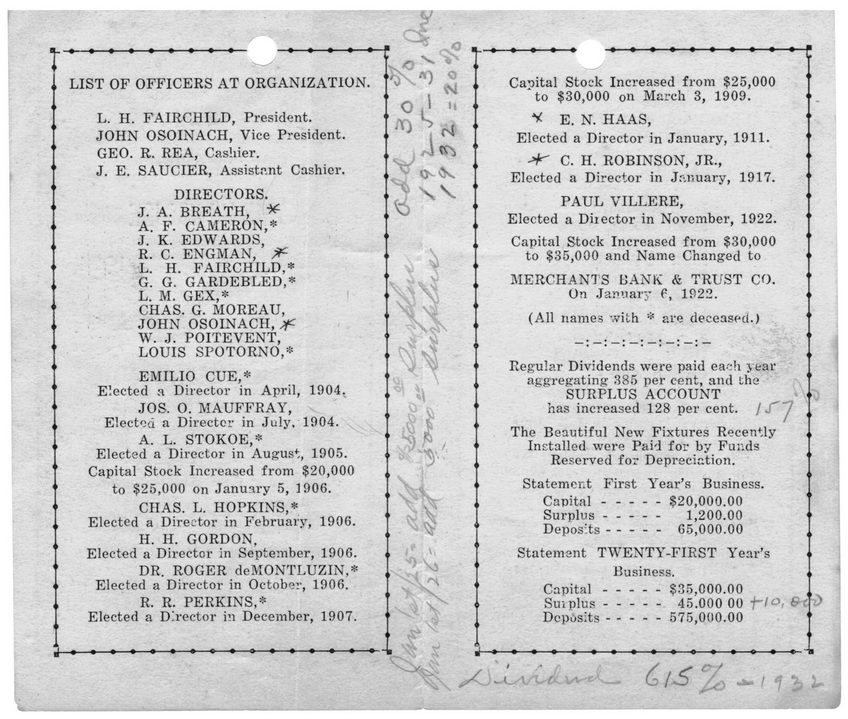 LIST OF OFFICERS AT ORGANIZATION.
L. H. FAIRCHILD, President.
JOHN OSOINACH, Vice President.
GEO. R. REA, Cashier.
J. E. SAUCIER, Assistant Cashier.
DIRECTORS.
J. A. BREATH, *
A. F. CAMERON,*
J. K. EDWARDS,
R. C. ENGMAN, *
L. H. FAIRCHILD,*
G. G. GARDEBLED,*
L. M. GEX,*
CHAS. G. MOREAU,
JOHN OSOINACH, *
W. J. POITEVENT,
LOUIS SPOTORNO,*
EMILIO CUE,*
Elected a Director in April, 1904.
JOS. O. MAUFFRAY,
Elected a Director in July, 1904.
A. L. STOKOE,*
Elected a Director in August, 1905.
Capital Stock Increased from $20,000
to $25,000 on January 5, 1906.
CHAS. L. HOPKINS,*
Elected a Director in February, 1906.
H. H. GORDON,
Elected a Director in September, 1906.
DR. ROGER deMONTLUZIN,*
Elected a Director in October, 1906.
R. R. PERKINS,*
Elected a Director in December, 1907.
add 30%
1925-31 Inc
1932=20%
Jan 1st/25= add $5000.00 Surplus
Jan 1st/26= add 5000 Surplus
Capital Stock Increased from $25,000
to $30,000 on March 3, 1909.
* E. N. HAAS,
Elected a Director in January, 1911.
* C. H. ROBINSON, JR.,
Elected a Director in January, 1917.
PAUL VILLERE,
Elected a Director in November, 1922.
Capital Stock Increased from $30,000
to $35,000 and Name Changed to
MERCHANTS BANK & TRUST CO.
On January 6, 1922.
(All names with * are deceased.)
–:–:–:–:–:–:–
Regular Dividends were paid each year
aggregating 385 per cent, and the
SURPLUS ACCOUNT
has increased 128 per cent. 157%
The Beautiful New Fixtures Recently
Installed were Paid for by Funds
Reserved for Depreciation.
Statement First Year's Business.
Capital - - - - - $20,000.00
Surplus - - - - - 1,200.00
Deposits - - - - - 65,000.00
Statement TWENTY-FIRST Year's
Business.
Capital - - - - - $35,000.00
Surplus - - - - - 45.000 00 +10,000
Deposits - - - - - 575,000.00
Dividend 615% - 1932